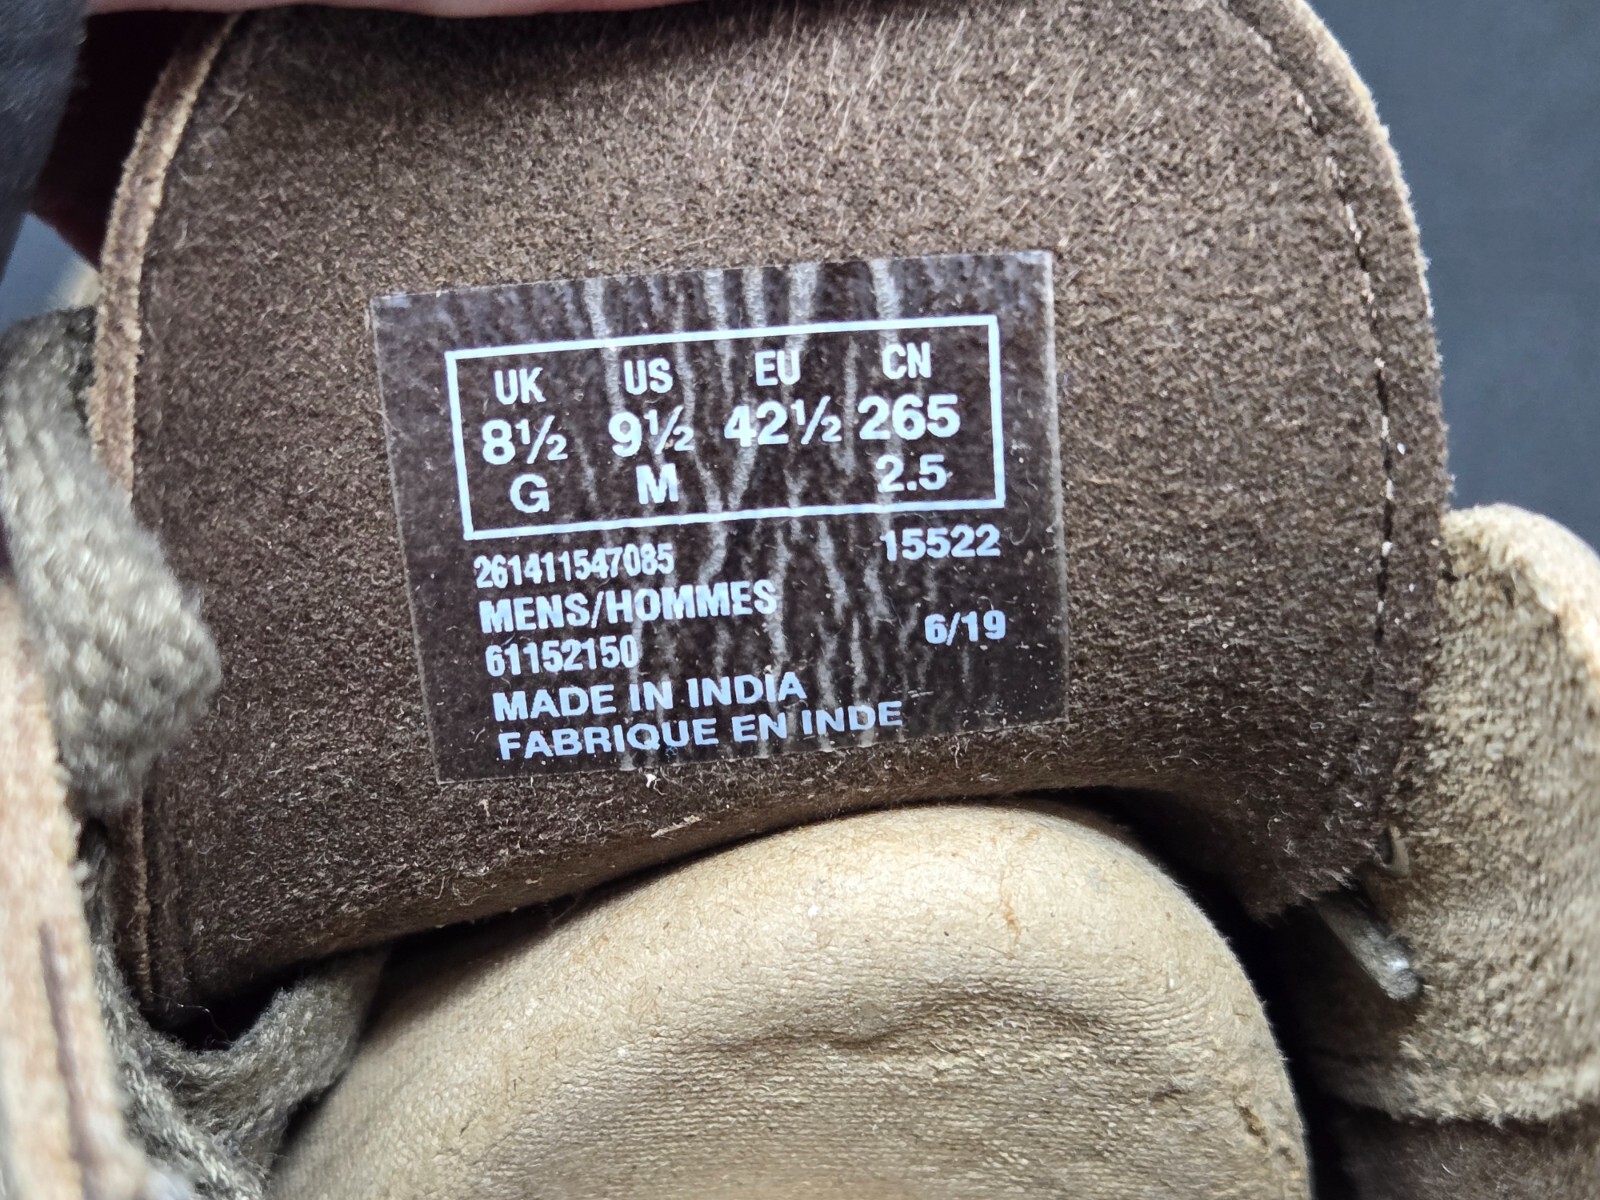 UK US EU CN
8½ 9½ 42½ 265
G M 2.5
261411547085 15522
MENS/HOMMES
61152150 6/19
MADE IN INDIA
FABRIQUE EN INDE